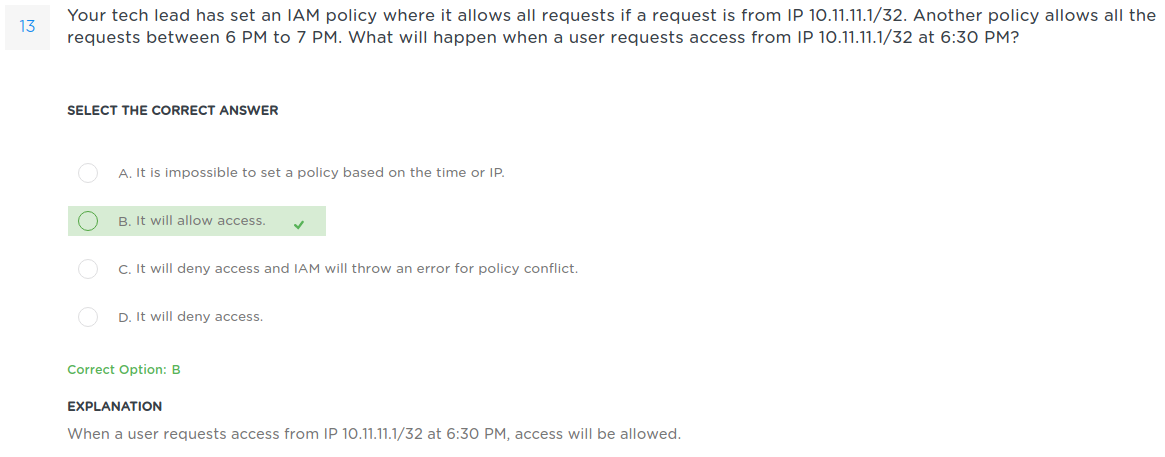 13
Your tech lead has set an IAM policy where it allows all requests if a request is from IP 10.11.11.1/32. Another policy allows all the
requests between 6 PM to 7 PM. What will happen when a user requests access from IP 10.11.11.1/32 at 6:30 PM?
SELECT THE CORRECT ANSWER
A. It is impossible to set a policy based on the time or IP.
B. It will allow access.
C. It will deny access and IAM will throw an error for policy conflict.
D. It will deny access.
Correct Option: B
EXPLANATION
When a user requests access from IP 10.11.11.1/32 at 6:30 PM, access will be allowed.